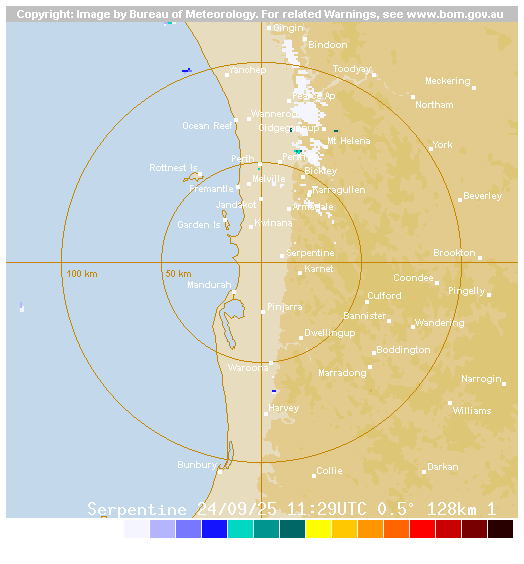 Copyright: Image by Bureau of Meteorology. For related Warnings, see www.bom.gov.au
Gingin
Bindoon
Toodyay
Yanchep
Meckering
Pearce Ap
Northam
Wanneroo
Ocean Reef
Gidgegannup
Mt Helena
York
Perth
Perth
Rottnest Is
Bickley
Melville
Fremantle
Karragullen
Beverley
Jandakot
Armadale
Garden Is
Kwinana
Serpentine
Brookton
100 km
50 km
Karnet
Coondee
Mandurah
Pingelly
Culford
Pinjarra
Bannister
Wandering
Dwellingup
Boddington
Waroona
Marradong
Narrogin
Harvey
Williams
Bunbury
Collie
Darkan
Serpentine 24/09/25 11:29UTC 0.5° 128km 1